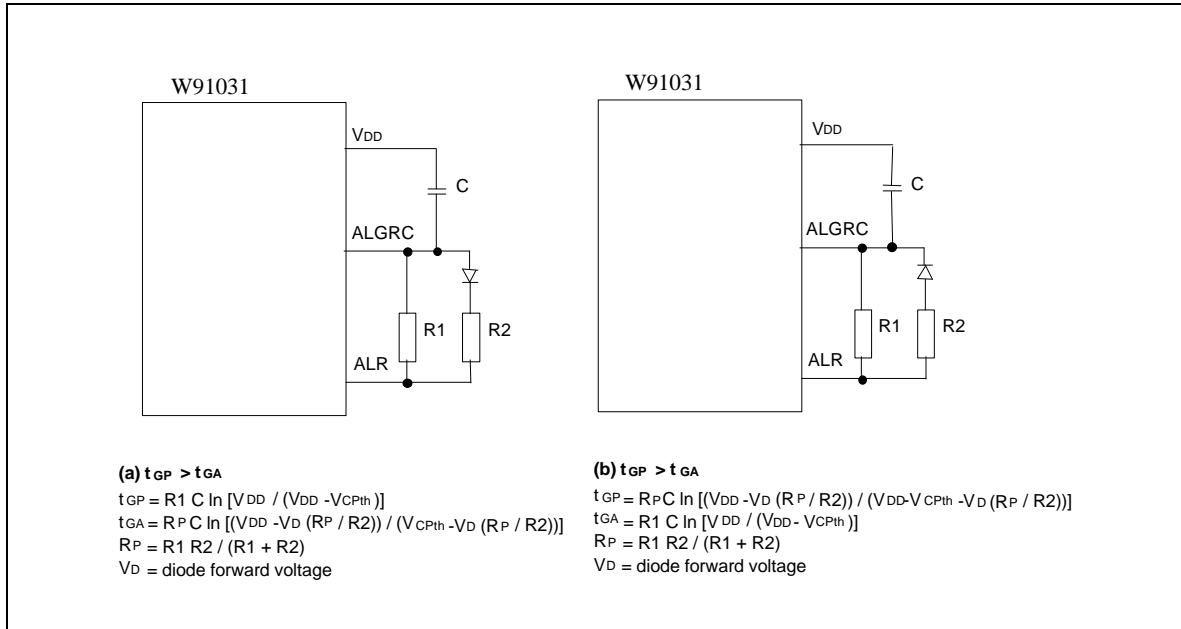 W91031
VDD
C
ALGRC
R1
R2
ALR
(a) tGP > tGA
tGP = R1 C ln [VDD / (VDD -VCPth)]
tGA = RP C ln [(VDD -VD (RP / R2)) / (VCPth -VD (RP / R2))]
RP = R1 R2 / (R1 + R2)
VD = diode forward voltage
W91031
VDD
C
ALGRC
R1
R2
ALR
(b) tGP > tGA
tGP = RPC ln [(VDD -VD (RP / R2)) / (VDD-VCPth -VD (RP / R2))]
tGA = R1 C ln [VDD / (VDD- VCPth)]
RP = R1 R2 / (R1 + R2)
VD = diode forward voltage